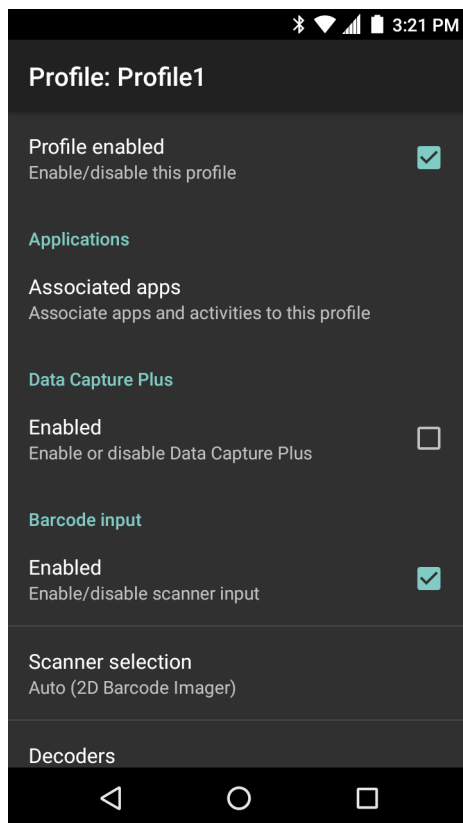 3:21 PM
Profile: Profile1
Profile enabled
Enable/disable this profile
Applications
Associated apps
Associate apps and activities to this profile
Data Capture Plus
Enabled
Enable or disable Data Capture Plus
Barcode input
Enabled
Enable/disable scanner input
Scanner selection
Auto (2D Barcode Imager)
Decoders